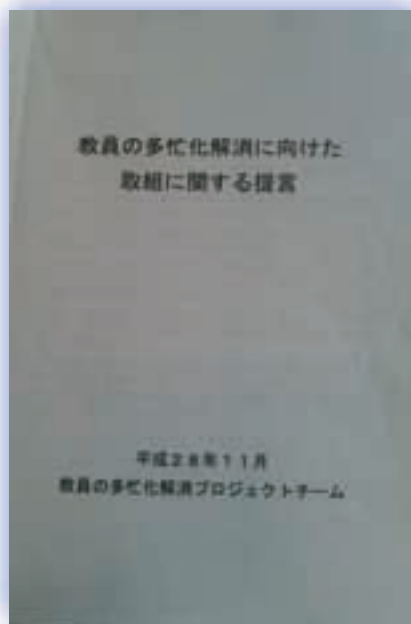 教員の多忙化解消に向けた
取組に関する提言
平成28年11月
教員の多忙化解消プロジェクトチーム